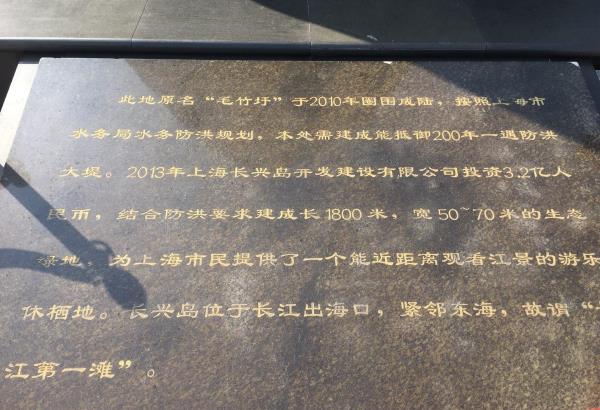 此地原名“毛竹圩”于2010年圈围成陆，按照上海市
水务局水务防洪规划，本处需建成能抵御200年一遇防洪
大堤。2013年上海长兴岛开发建设有限公司投资3.2亿人
民币，结合防洪要求建成长1800米，宽50~70米的生态
绿地，为上海市民提供了一个能近距离观看江景的游乐
休栖地。长兴岛位于长江出海口，紧邻东海，故谓“
江第一滩”。